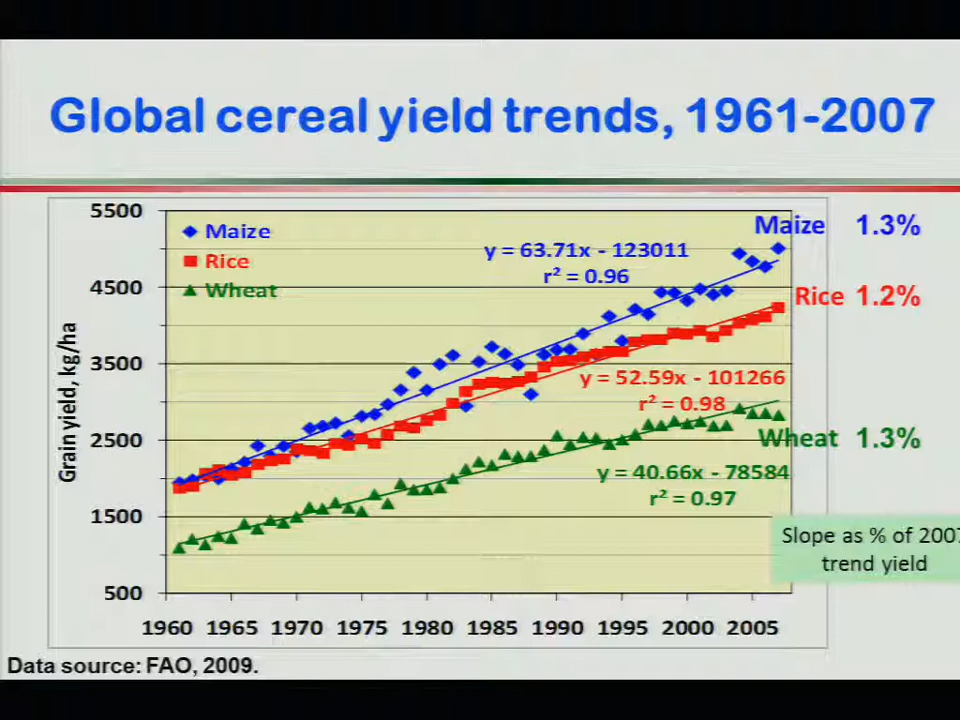 Global cereal yield trends, 1961-2007
5500
4500
3500
2500
1500
500
Grain yield, kg/ha
Maize
Rice
Wheat
y = 63.71x - 123011
r² = 0.96
Maize 1.3%
Rice 1.2%
y = 52.59x - 101266
r² = 0.98
Wheat 1.3%
y = 40.66x - 78584
r² = 0.97
Slope as % of 2007
trend yield
1960 1965 1970 1975 1980 1985 1990 1995 2000 2005
Data source: FAO, 2009.